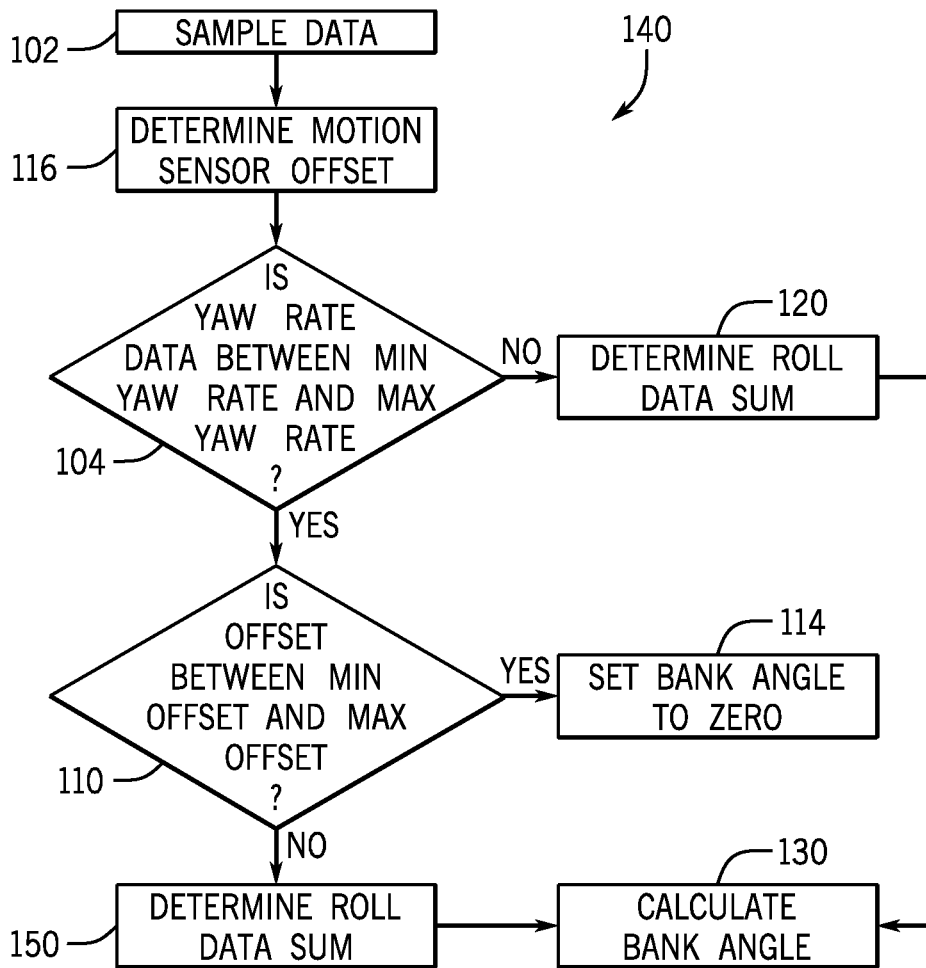 SAMPLE DATA
102
140
DETERMINE MOTION
SENSOR OFFSET
116
IS
YAW RATE
DATA BETWEEN MIN
YAW RATE AND MAX
YAW RATE
?
104
NO
120
DETERMINE ROLL
DATA SUM
YES
IS
OFFSET
BETWEEN MIN
OFFSET AND MAX
OFFSET
?
110
YES
114
SET BANK ANGLE
TO ZERO
NO
DETERMINE ROLL
DATA SUM
150
130
CALCULATE
BANK ANGLE